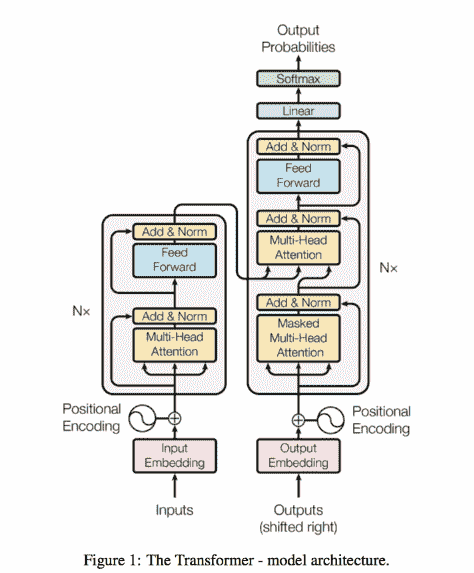 Output
Probabilities
Softmax
Linear
Add & Norm
Feed
Forward
Add & Norm
Multi-Head
Attention
Add & Norm
Masked
Multi-Head
Attention
N×
Add & Norm
Feed
Forward
Add & Norm
Multi-Head
Attention
N×
Positional
Encoding
Positional
Encoding
Input
Embedding
Output
Embedding
Inputs
Outputs
(shifted right)
Figure 1: The Transformer - model architecture.